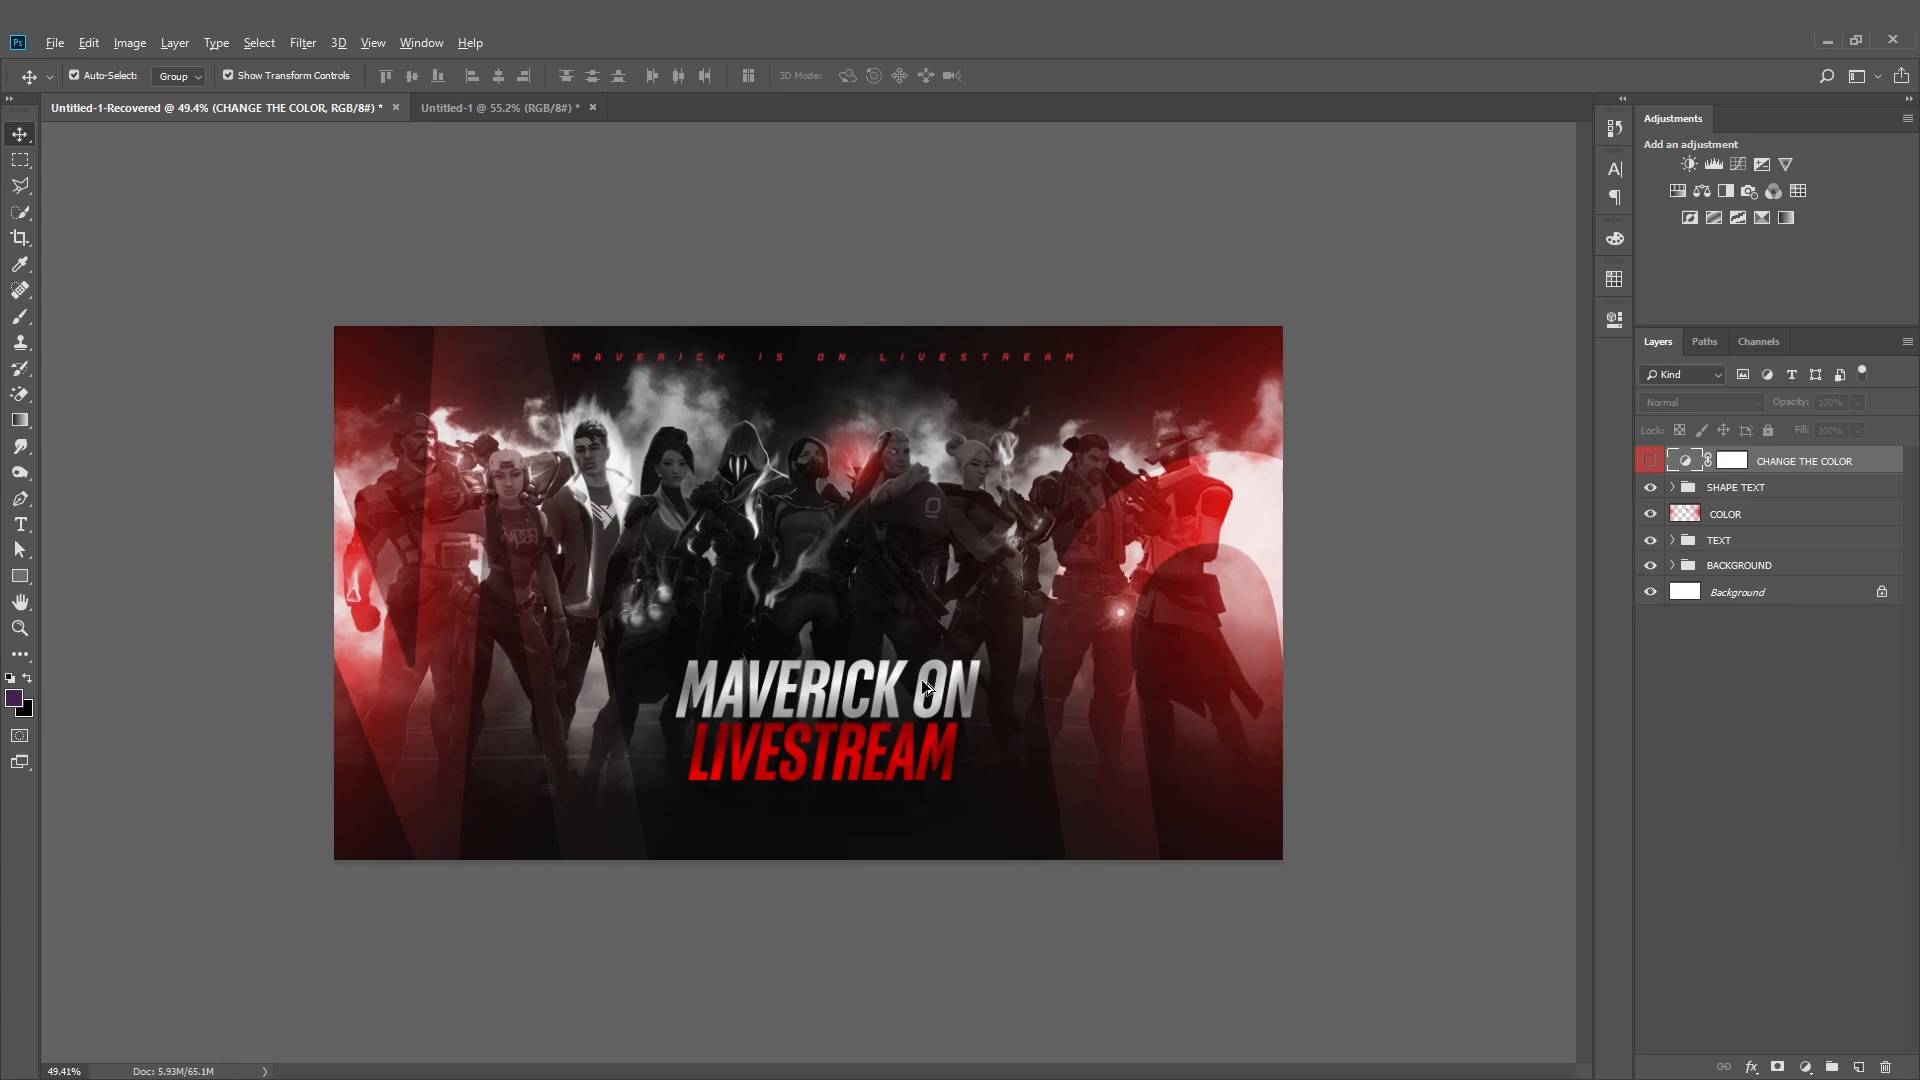 Ps File Edit Image Layer Type Select Filter 3D View Window Help
Auto-Select: Group Show Transform Controls 3D Mode:
Untitled-1-Recovered @ 49.4% (CHANGE THE COLOR, RGB/8#) * × Untitled-1 @ 55.2% (RGB/8#) * ×
Adjustments
Add an adjustment
Layers Paths Channels
Kind
Normal Opacity: 100%
Lock: Fill: 100%
CHANGE THE COLOR
SHAPE TEXT
COLOR
TEXT
BACKGROUND
Background
MAVERICK IS ON LIVESTREAM
MAVERICK ON
LIVESTREAM
49.41% Doc: 5.93M/65.1M